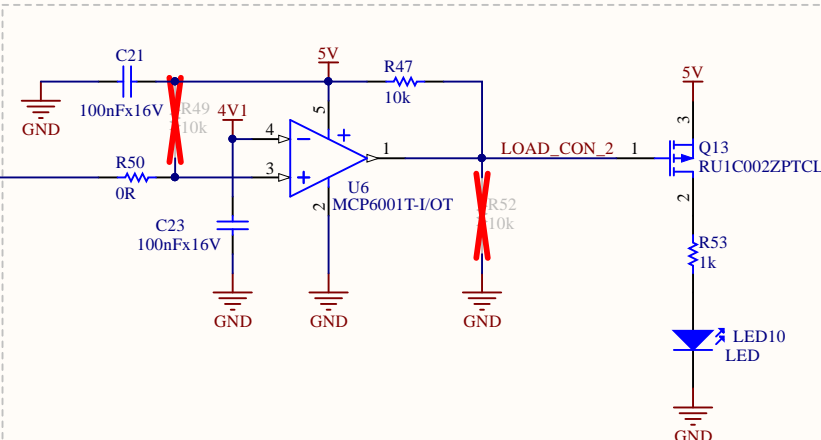 C21
100nFx16V
GND
R49
10k
4V1
5V
R47
10k
5
4
3
1
2
R50
0R
U6
MCP6001T-I/OT
C23
100nFx16V
GND
GND
LOAD_CON_2
R52
10k
GND
5V
3
1
2
Q13
RU1C002ZPTCL
R53
1k
LED10
LED
GND